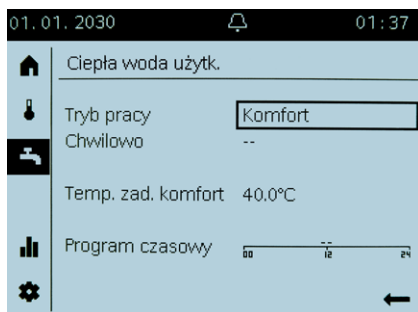 01.01.2030 01:37
Ciepła woda użytk.
Tryb pracy Komfort
Chwilowo --
Temp. zad. komfort 40.0°C
Program czasowy --
00 12 24